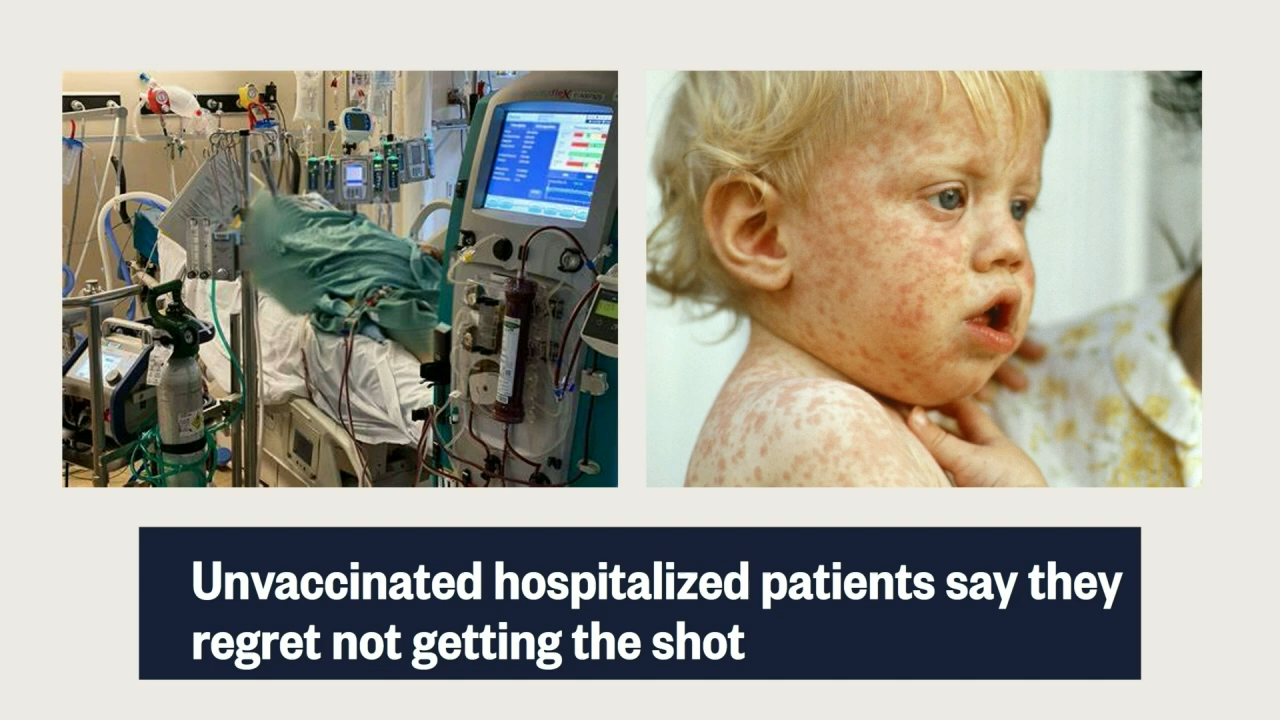 Unvaccinated hospitalized patients say they
regret not getting the shot